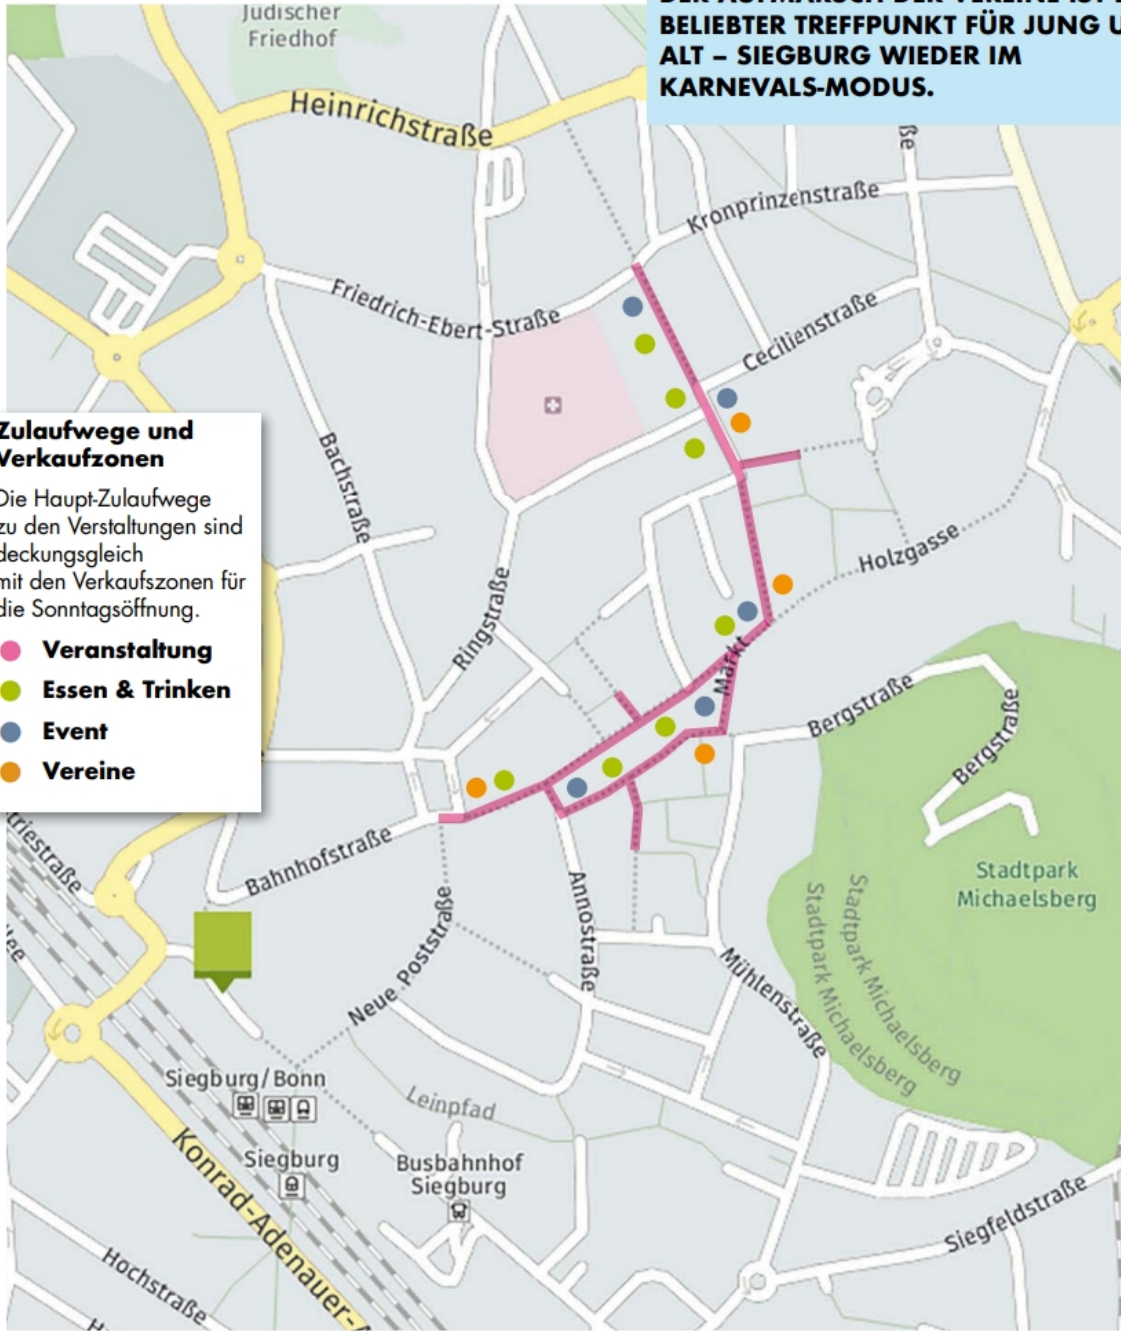 BELIEBTER TREFFPUNKT FÜR JUNG U
ALT – SIEGBURG WIEDER IM
KARNEVALS-MODUS.
Jüdischer
Friedhof
Heinrichstraße
ße
Kronprinzenstraße
Friedrich-Ebert-Straße
Cecilienstraße
Zulaufwege und
Verkaufzonen
Die Haupt-Zulaufwege
zu den Verstaltungen sind
deckungsgleich
mit den Verkaufszonen für
die Sonntagsöffnung.
Veranstaltung
Essen & Trinken
Event
Vereine
Bachstraße
Holzgasse
Ringstraße
Markt
Bergstraße
Bergstraße
triestraße
Bahnhofstraße
Stadtpark
Michaelsberg
Annostraße
Neue Poststraße
Stadtpark Michaelsberg
Stadtpark Michaelsberg
Mühlenstraße
lee
Siegburg/Bonn
Leinpfad
Siegburg
Busbahnhof
Siegburg
Konrad-Adenauer-A
Siegfeldstraße
Hochstraße
H